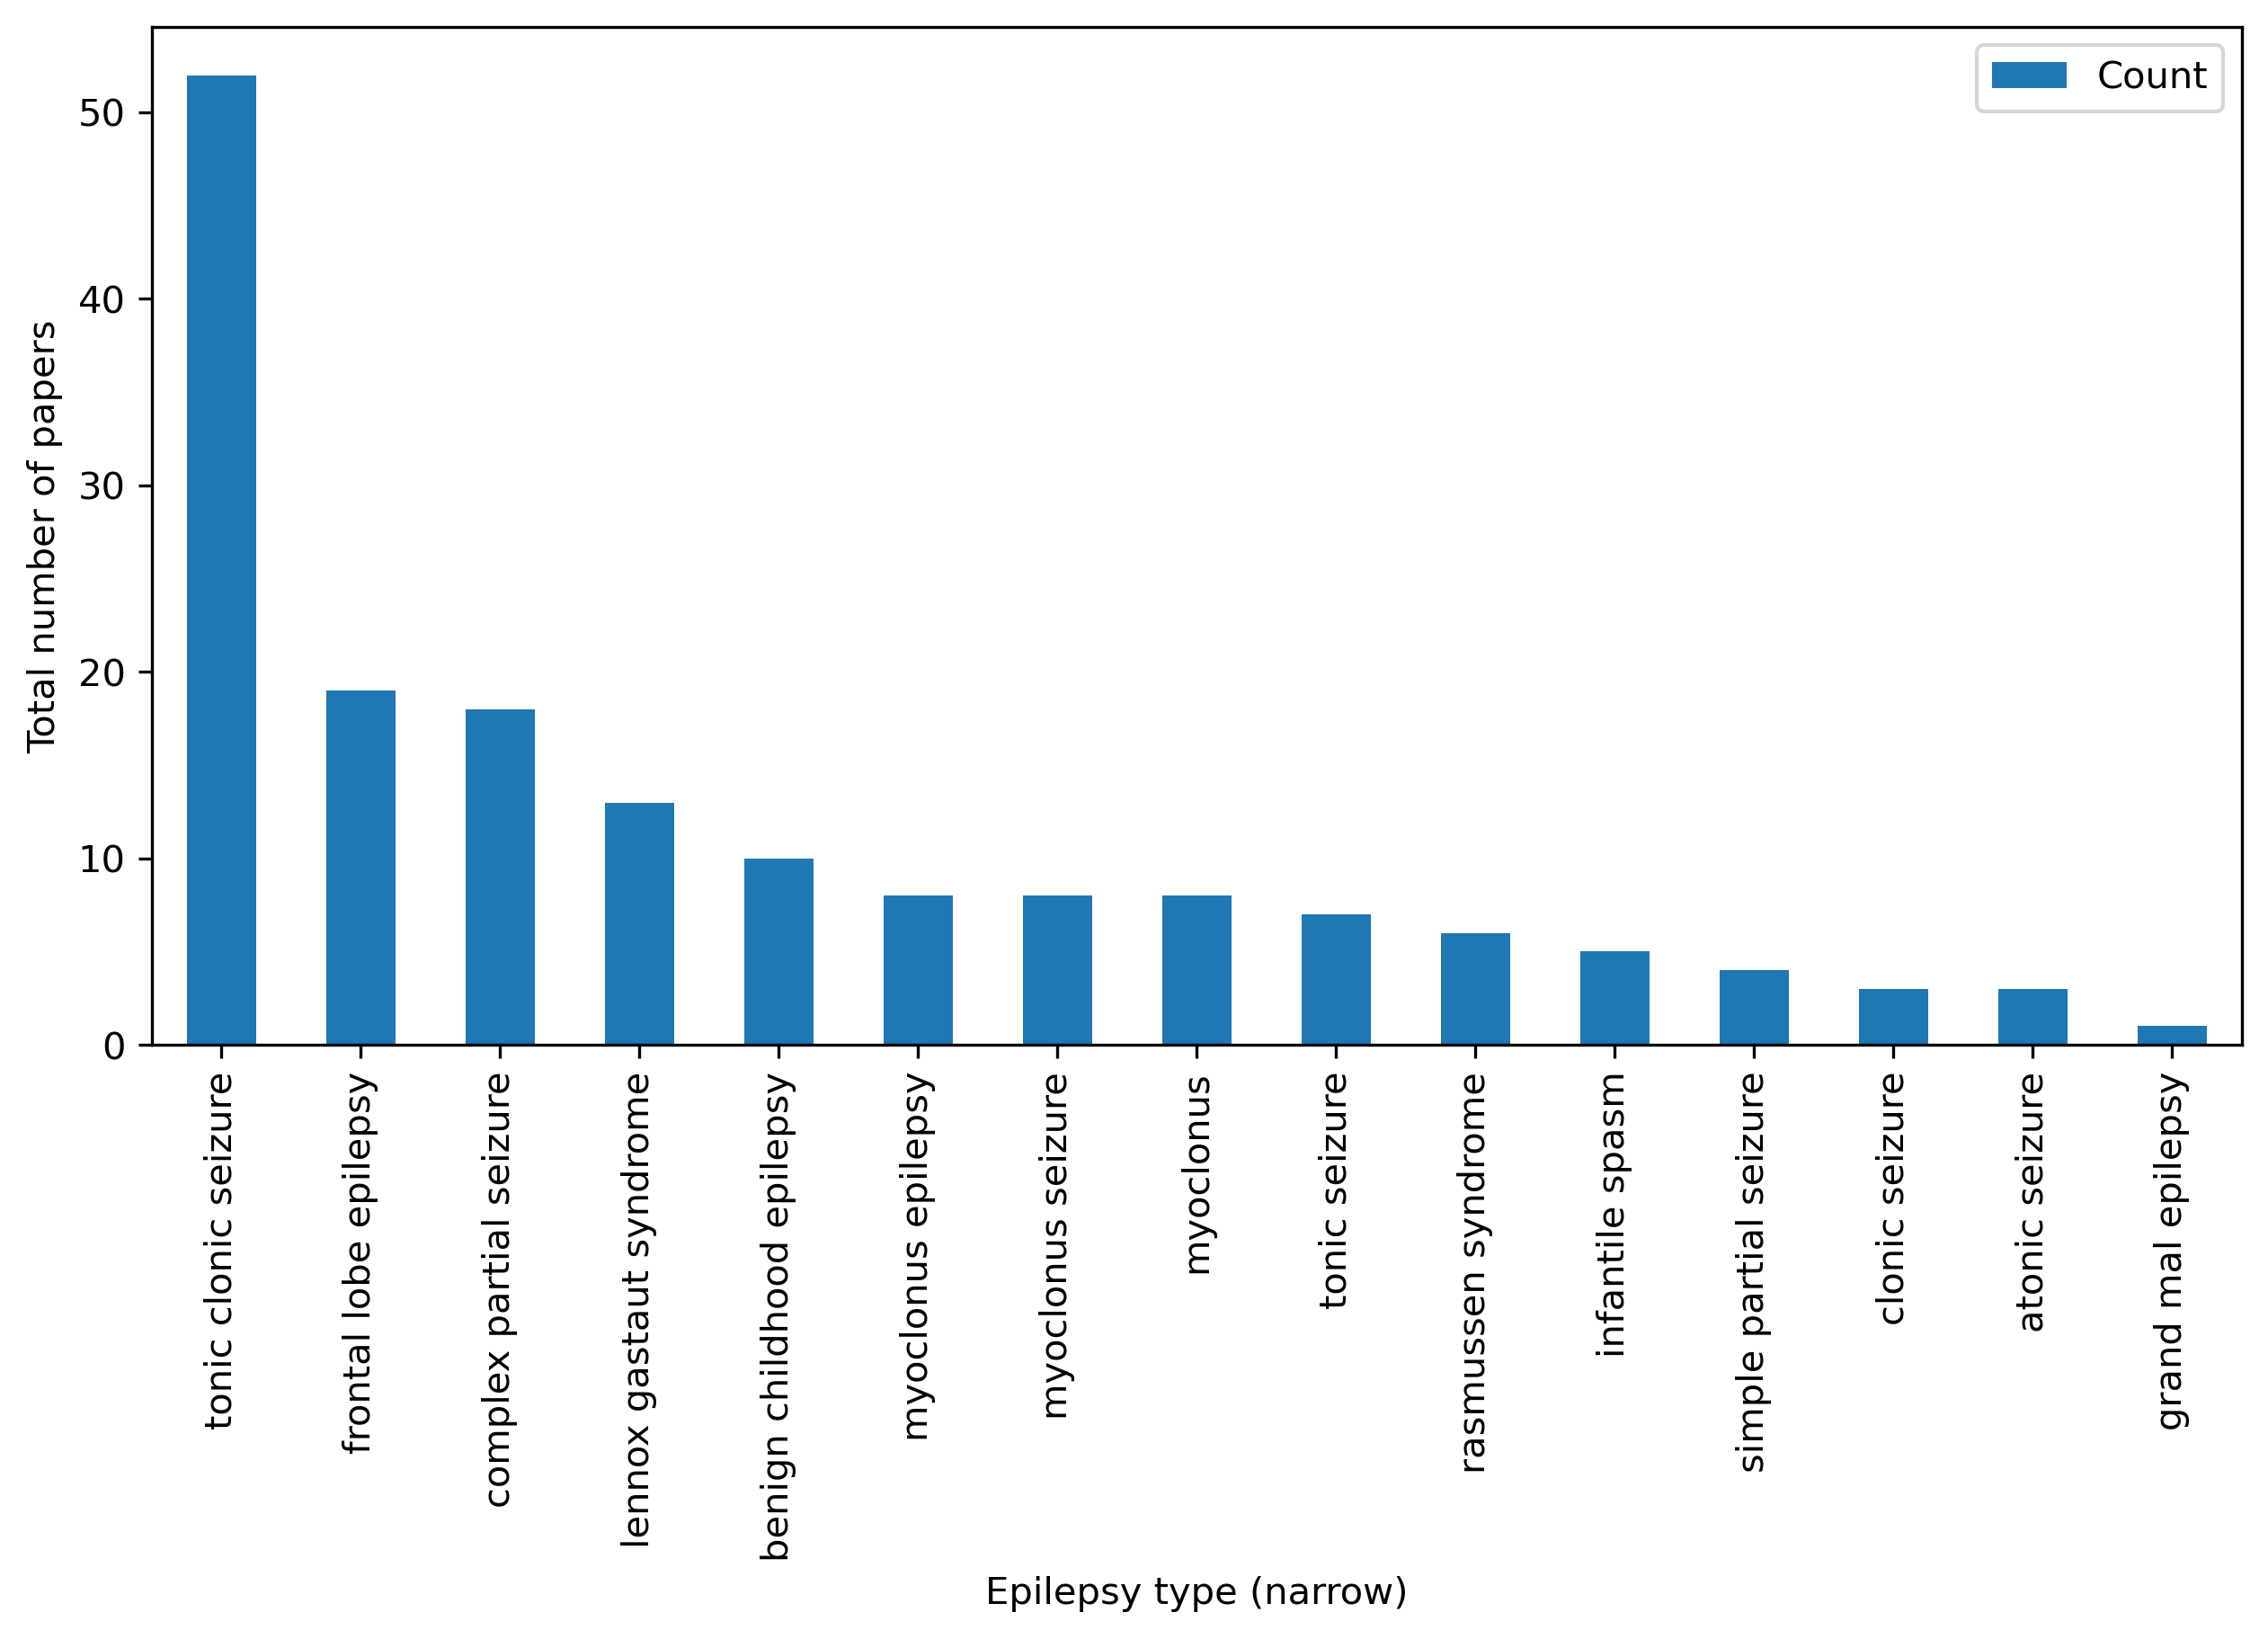 Count
Total number of papers
50
40
30
20
10
0
tonic clonic seizure
frontal lobe epilepsy
complex partial seizure
lennox gastaut syndrome
benign childhood epilepsy
myoclonus epilepsy
myoclonus seizure
myoclonus
tonic seizure
rasmussen syndrome
infantile spasm
simple partial seizure
clonic seizure
atonic seizure
grand mal epilepsy
Epilepsy type (narrow)